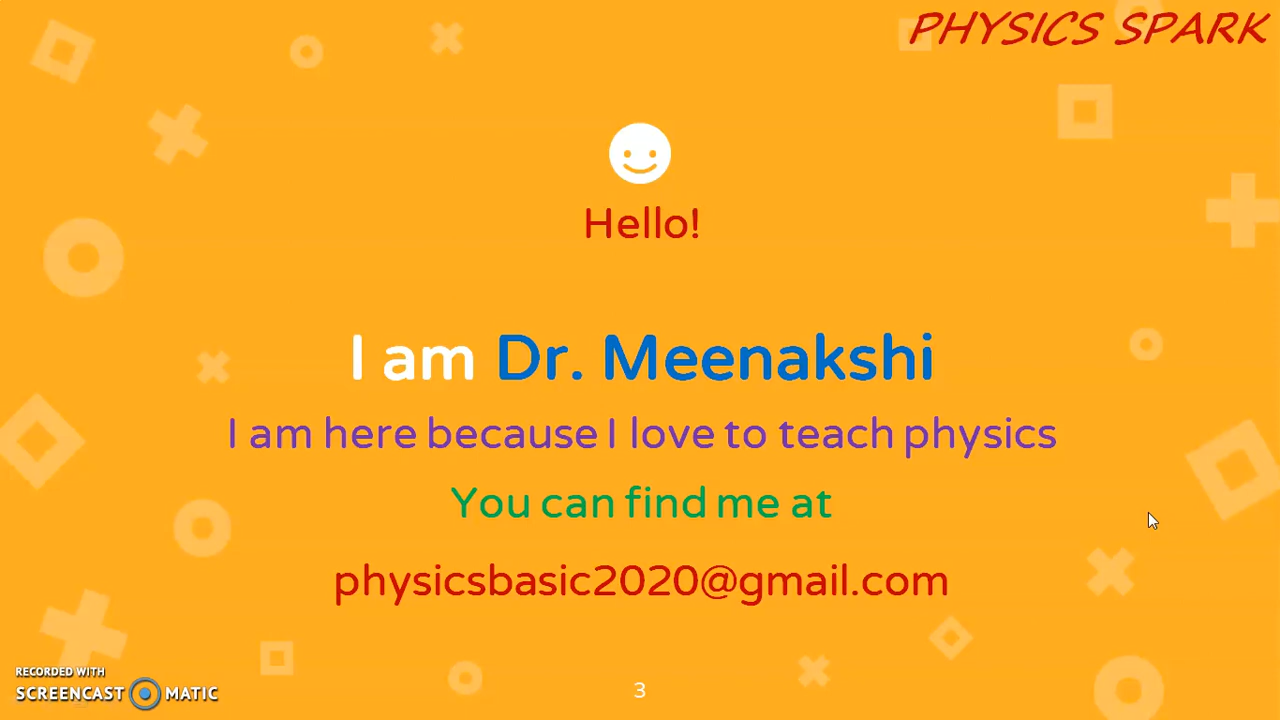 PHYSICS SPARK
Hello!
I am Dr. Meenakshi
I am here because I love to teach physics
You can find me at
physicsbasic2020@gmail.com
RECORDED WITH
SCREENCAST MATIC
3